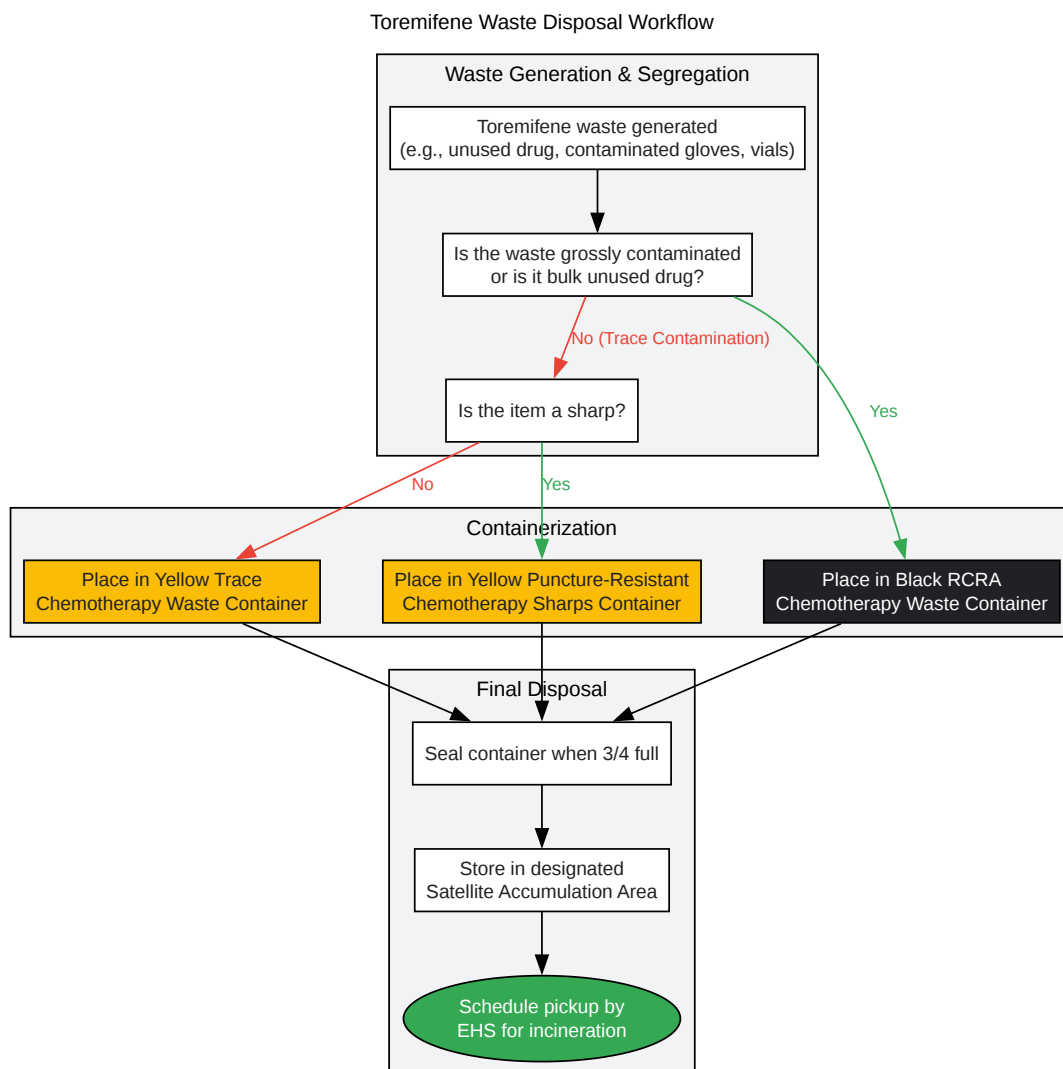 Toremifene Waste Disposal Workflow
Waste Generation & Segregation
Toremifene waste generated
(e.g., unused drug, contaminated gloves, vials)
Is the waste grossly contaminated
or is it bulk unused drug?
No (Trace Contamination)
Is the item a sharp?
Yes
No
Yes
Containerization
Place in Yellow Trace
Chemotherapy Waste Container
Place in Yellow Puncture-Resistant
Chemotherapy Sharps Container
Place in Black RCRA
Chemotherapy Waste Container
Final Disposal
Seal container when 3/4 full
Store in designated
Satellite Accumulation Area
Schedule pickup by
EHS for incineration